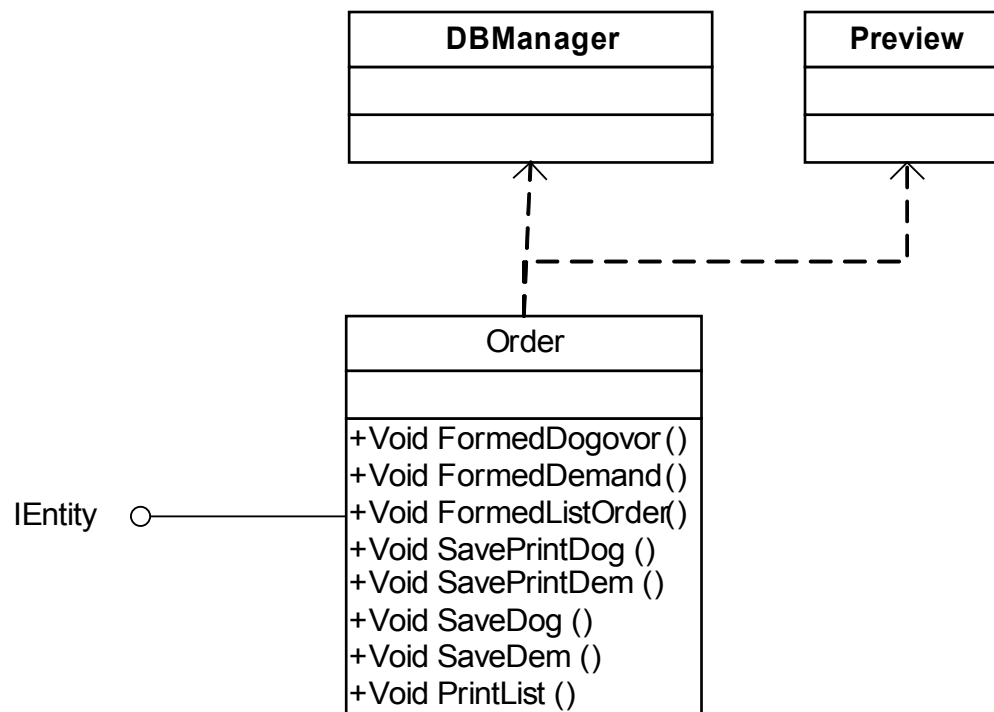 DBManager
Preview
Order
+Void FormedDogovor ()
+Void FormedDemand ()
+Void FormedListOrder()
+Void SavePrintDog ()
+Void SavePrintDem ()
+Void SaveDog ()
+Void SaveDem ()
+Void PrintList ()
IEntity